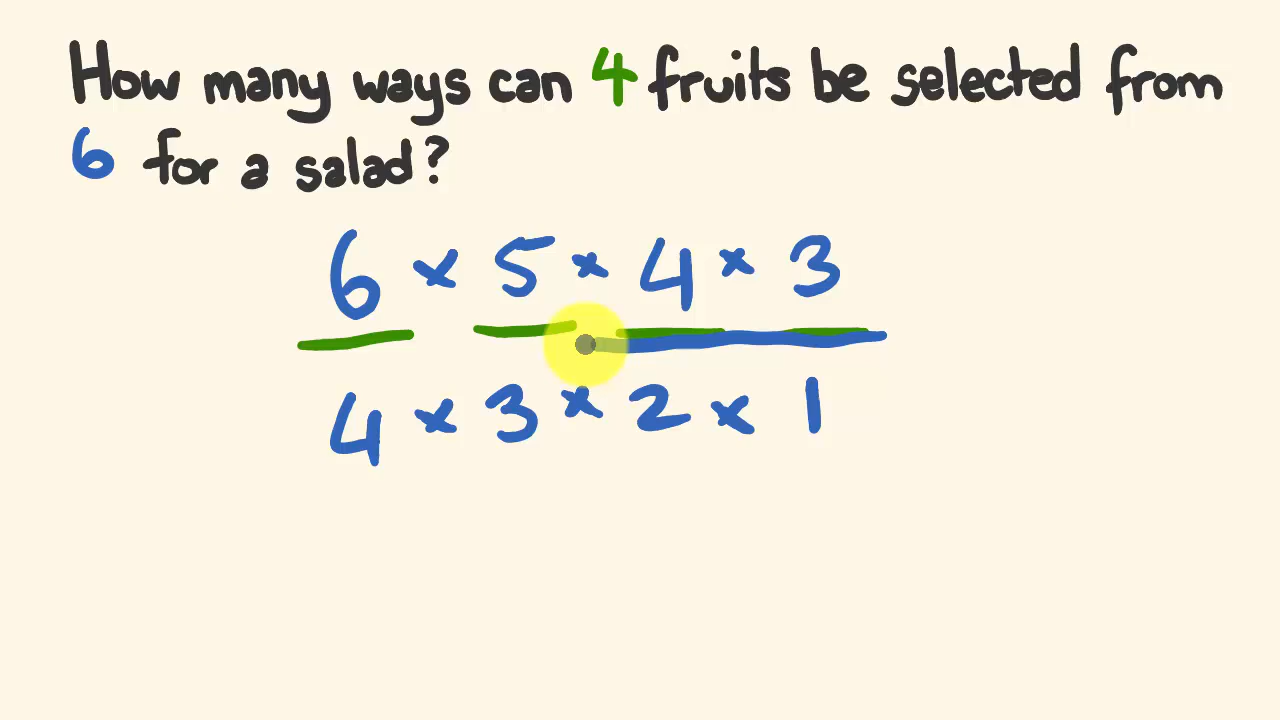 How many ways can 4 fruits be selected from
6 for a salad?
6 × 5 × 4 × 3
4 × 3 × 2 × 1